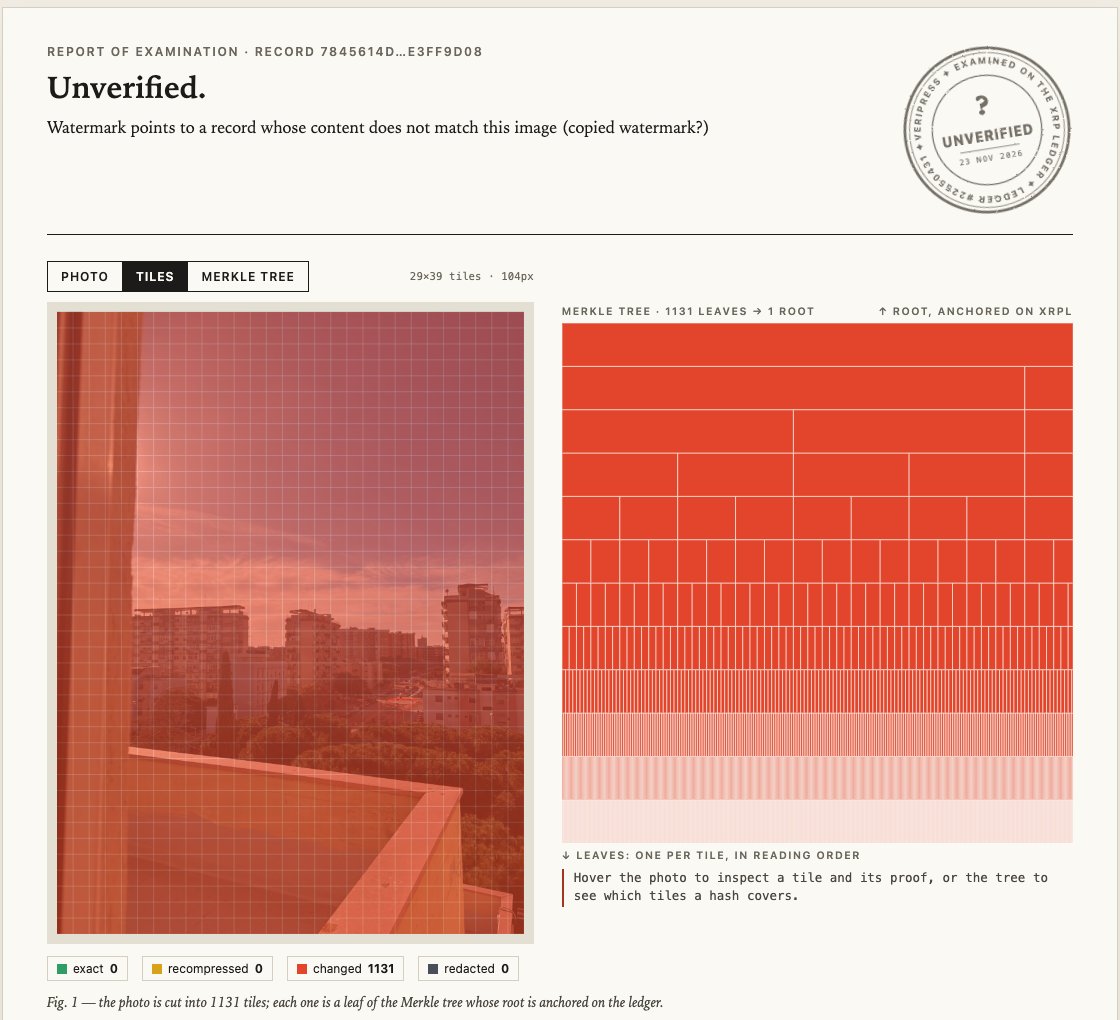 REPORT OF EXAMINATION · RECORD 7845614D…E3FF9D08
Unverified.
Watermark points to a record whose content does not match this image (copied watermark?)
VERIPRESS ✦ EXAMINED ON THE XRP LEDGER ✦ LEDGER #22550431 ✦
?
UNVERIFIED
23 NOV 2026
PHOTO TILES MERKLE TREE
29×39 tiles · 104px
MERKLE TREE · 1131 LEAVES → 1 ROOT
↑ ROOT, ANCHORED ON XRPL
↓ LEAVES: ONE PER TILE, IN READING ORDER
Hover the photo to inspect a tile and its proof, or the tree to
see which tiles a hash covers.
exact 0 recompressed 0 changed 1131 redacted 0
Fig. 1 — the photo is cut into 1131 tiles; each one is a leaf of the Merkle tree whose root is anchored on the ledger.